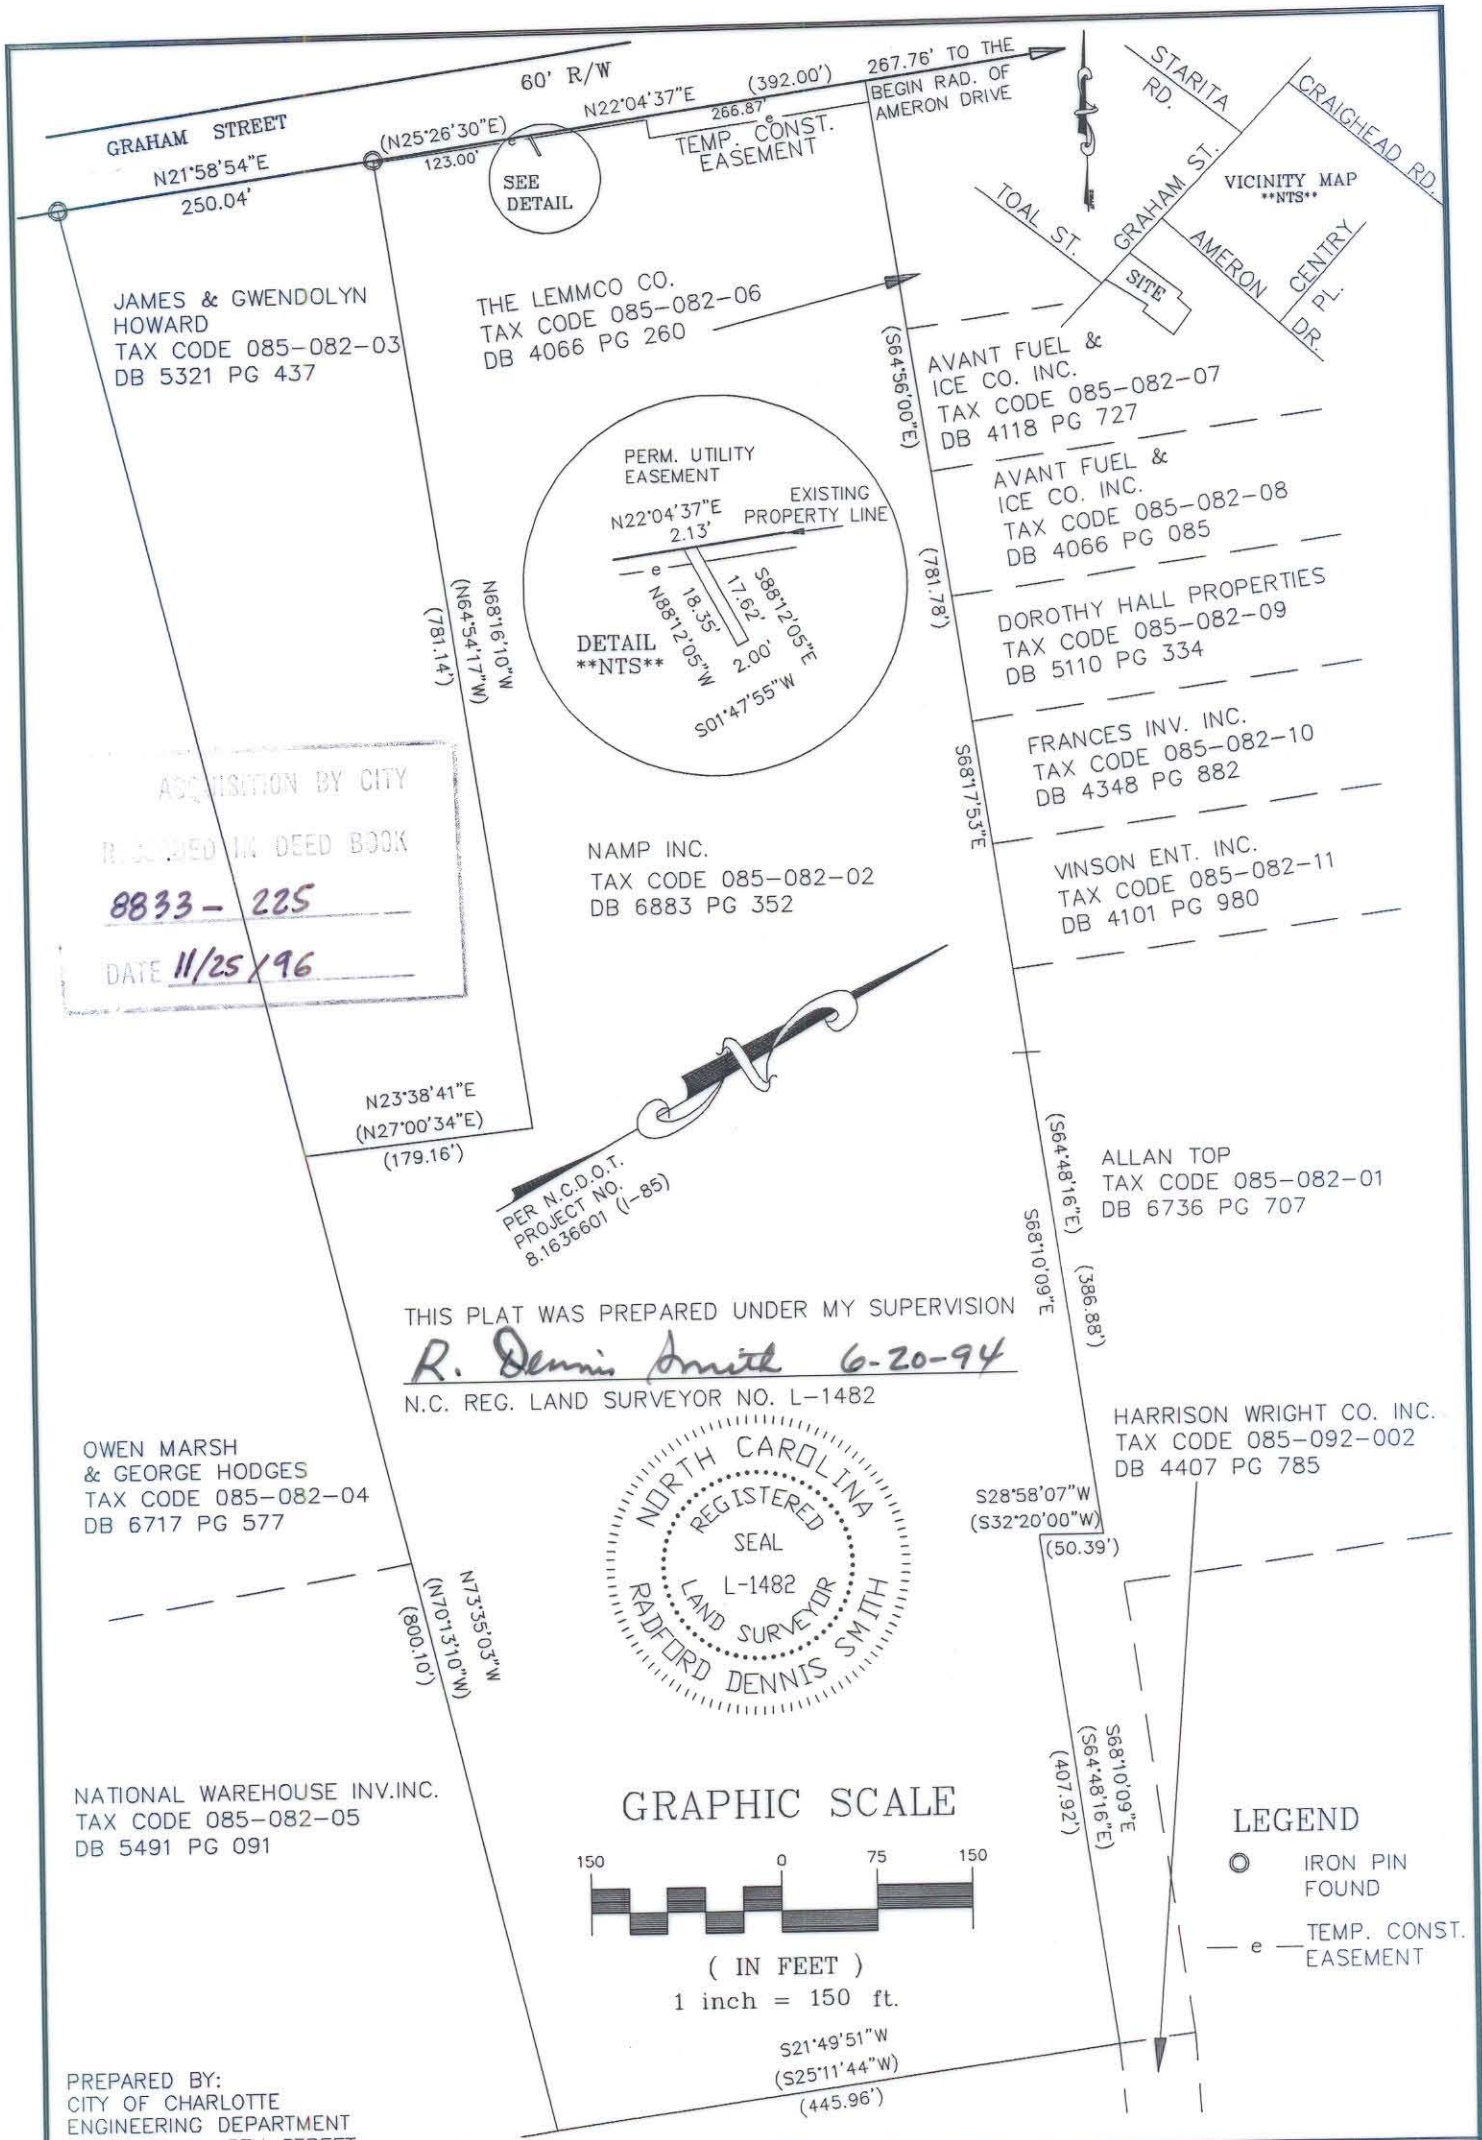 60' R/W
GRAHAM STREET
N21°58'54"E
250.04'
(N25°26'30"E)
123.00'
e
N22°04'37"E
(392.00')
266.87'
e
TEMP. CONST.
EASEMENT
267.76' TO THE
BEGIN RAD. OF
AMERON DRIVE
SEE
DETAIL
STARITA
RD.
CRAIGHEAD RD.
VICINITY MAP
**NTS**
TOAL ST.
GRAHAM ST.
AMERON
DR.
CENTRY
PL.
SITE
JAMES & GWENDOLYN
HOWARD
TAX CODE 085-082-03
DB 5321 PG 437
THE LEMMCO CO.
TAX CODE 085-082-06
DB 4066 PG 260
(S64°56'00"E)
AVANT FUEL &
ICE CO. INC.
TAX CODE 085-082-07
DB 4118 PG 727
AVANT FUEL &
ICE CO. INC.
TAX CODE 085-082-08
DB 4066 PG 085
(781.78')
DOROTHY HALL PROPERTIES
TAX CODE 085-082-09
DB 5110 PG 334
FRANCES INV. INC.
TAX CODE 085-082-10
DB 4348 PG 882
S68°17'53"E
VINSON ENT. INC.
TAX CODE 085-082-11
DB 4101 PG 980
PERM. UTILITY
EASEMENT
N22°04'37"E
2.13'
EXISTING
PROPERTY LINE
e
18.35'
N88°12'05"W
17.62'
S88°12'05"E
2.00'
S01°47'55"W
DETAIL
**NTS**
N68°16'10"W
(N64°54'17"W)
(781.14')
ACQUISITION BY CITY
RECORDED IN DEED BOOK
8833 - 225
DATE 11/25/96
NAMP INC.
TAX CODE 085-082-02
DB 6883 PG 352
N23°38'41"E
(N27°00'34"E)
(179.16')
N
PER N.C.D.O.T.
PROJECT NO.
8.1636601 (I-85)
(S64°48'16"E)
S68°10'09"E
(386.88')
ALLAN TOP
TAX CODE 085-082-01
DB 6736 PG 707
THIS PLAT WAS PREPARED UNDER MY SUPERVISION
R. Dennis Smith 6-20-94
N.C. REG. LAND SURVEYOR NO. L-1482
NORTH CAROLINA
REGISTERED
SEAL
L-1482
LAND SURVEYOR
RADFORD DENNIS SMITH
HARRISON WRIGHT CO. INC.
TAX CODE 085-092-002
DB 4407 PG 785
S28°58'07"W
(S32°20'00"W)
(50.39')
OWEN MARSH
& GEORGE HODGES
TAX CODE 085-082-04
DB 6717 PG 577
N73°35'03"W
(N70°13'10"W)
(800.10')
S68°10'09"E
(S64°48'16"E)
(407.92')
NATIONAL WAREHOUSE INV.INC.
TAX CODE 085-082-05
DB 5491 PG 091
GRAPHIC SCALE
150 0 75 150
( IN FEET )
1 inch = 150 ft.
LEGEND
IRON PIN
FOUND
e TEMP. CONST.
EASEMENT
S21°49'51"W
(S25°11'44"W)
(445.96')
PREPARED BY:
CITY OF CHARLOTTE
ENGINEERING DEPARTMENT